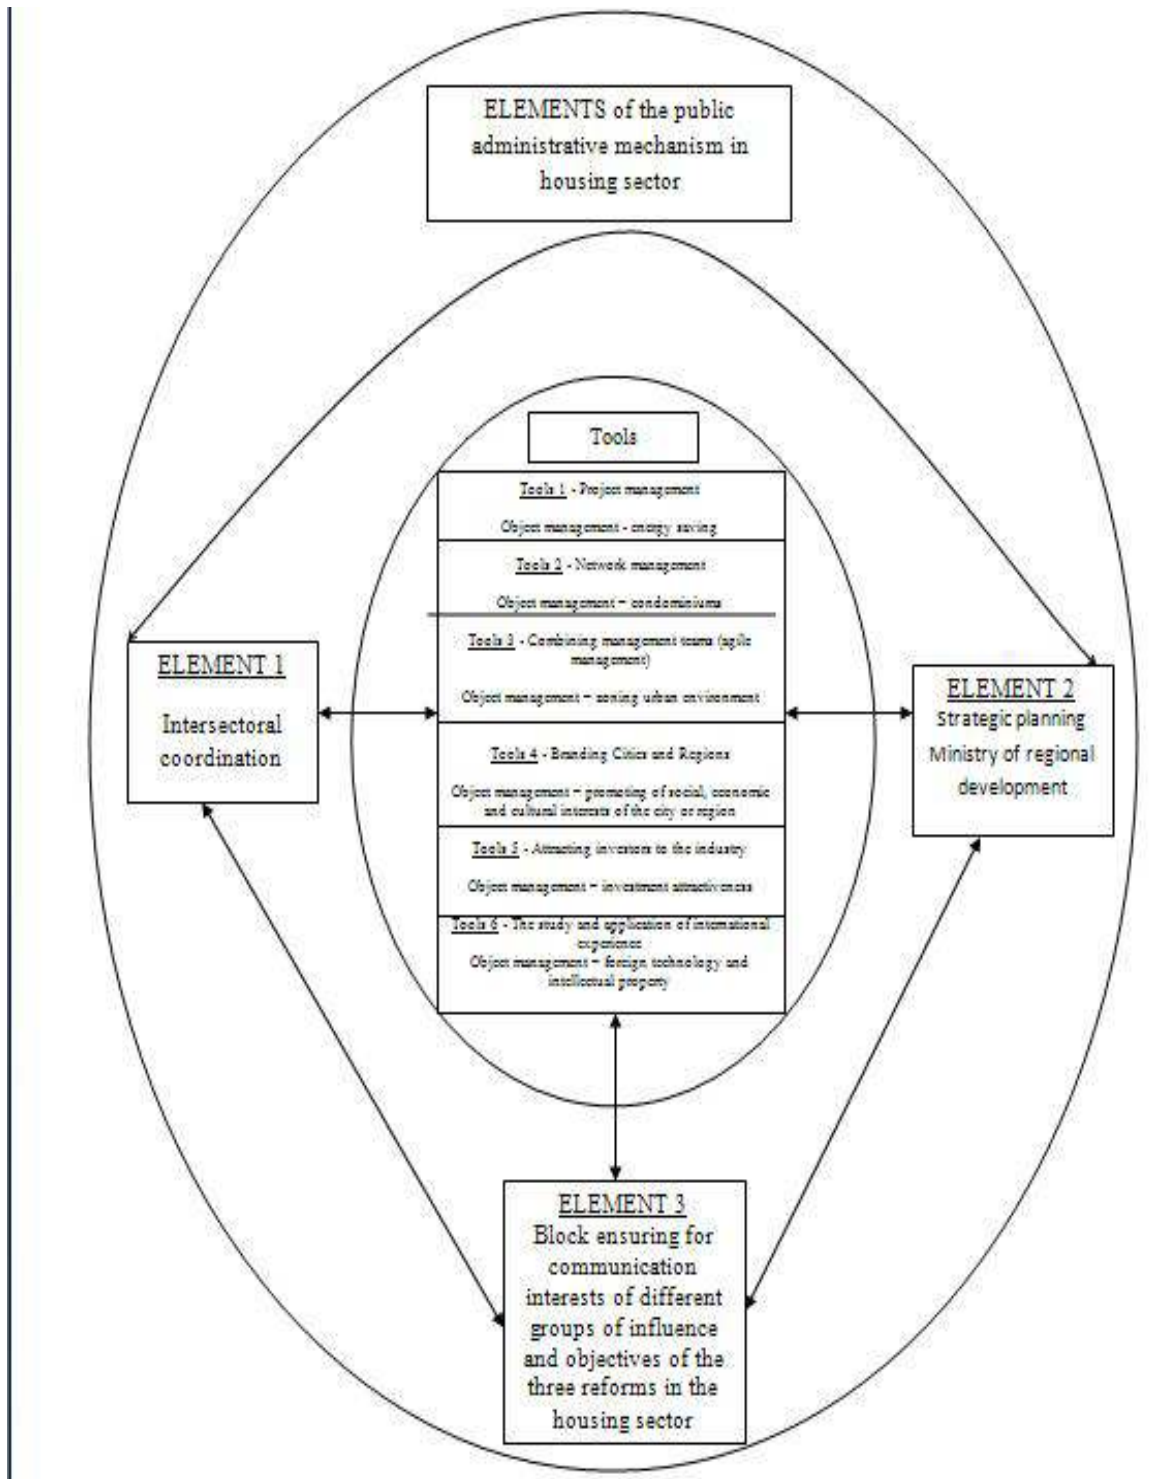 ELEMENTS of the public
administrative mechanism in
housing sector
Tools
Tools 1 - Project management
Object management - energy saving
Tools 2 - Network management
Object management – condominiums
Tools 3 - Combining management teams (agile
management)
Object management – zoning urban environment
Tools 4 - Branding Cities and Regions
Object management – promoting of social, economic
and cultural interests of the city or region
Tools 5 - Attracting investors to the industry
Object management – investment attractiveness
Tools 6 - The study and application of international
experience
Object management – foreign technology and
intellectual property
ELEMENT 1
Intersectoral
coordination
ELEMENT 2
Strategic planning
Ministry of regional
development
ELEMENT 3
Block ensuring for
communication
interests of different
groups of influence
and objectives of the
three reforms in the
housing sector